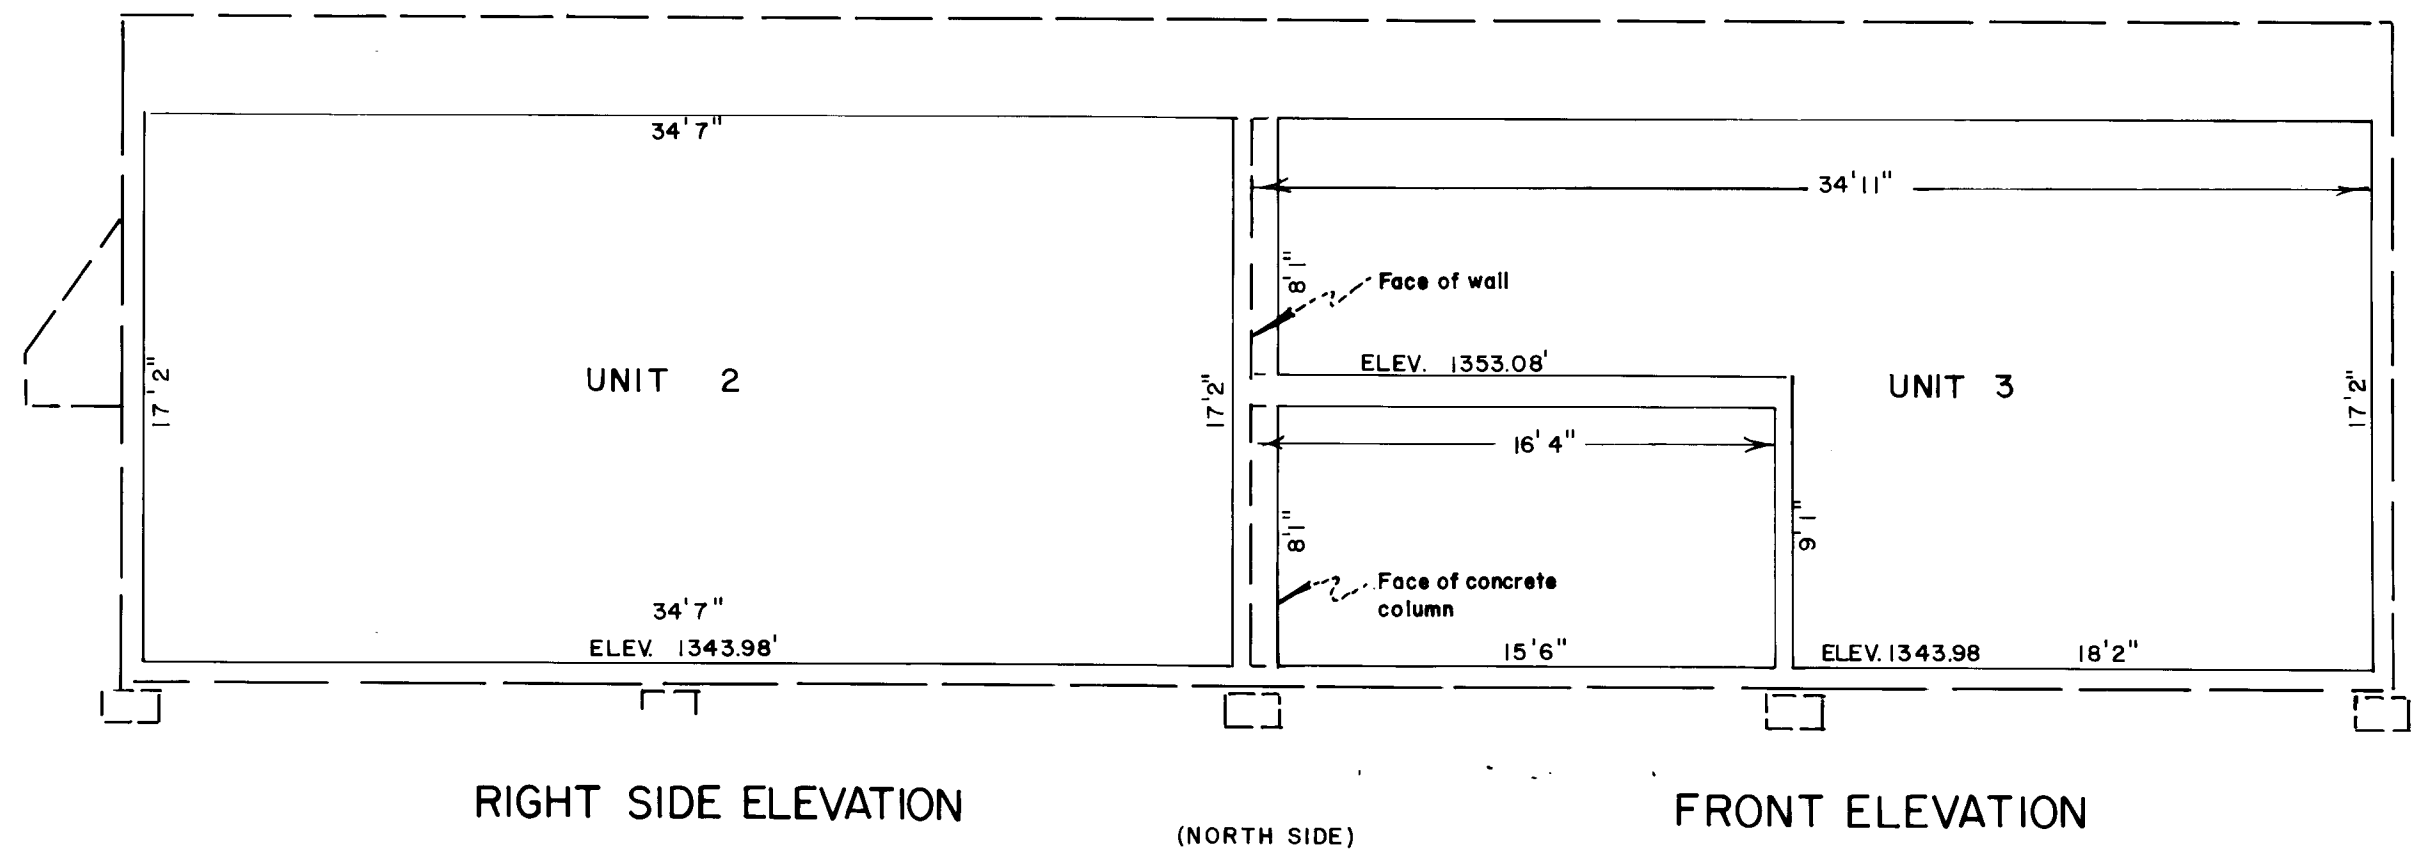 34'7"
34'11"
8'1"
Face of wall
ELEV. 1353.08'
17'2"
UNIT 2
17'2"
UNIT 3
17'2"
16'4"
8'1"
9'1"
Face of concrete
column
34'7"
ELEV. 1343.98'
15'6"
ELEV. 1343.98
18'2"
RIGHT SIDE ELEVATION
(NORTH SIDE)
FRONT ELEVATION